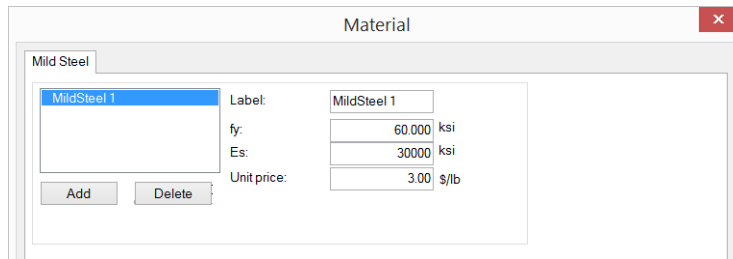 Material
Mild Steel
MildSteel 1
Label: MildSteel 1
fy: 60.000 ksi
Es: 30000 ksi
Unit price: 3.00 $/lb
Add Delete